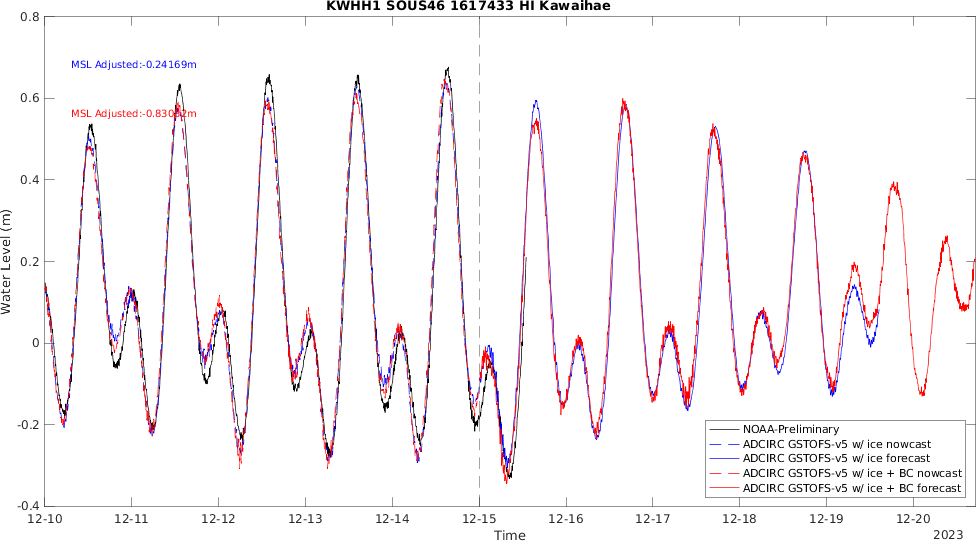 KWHH1 SOUS46 1617433 HI Kawaihae
0.8
0.6
0.4
0.2
0
-0.2
-0.4
Water Level (m)
MSL Adjusted:-0.24169m
MSL
NOAA-Preliminary
ADCIRC GSTOFS-v5 w/ ice nowcast
ADCIRC GSTOFS-v5 w/ ice forecast
ADCIRC GSTOFS-v5 w/ ice + BC nowcast
ADCIRC GSTOFS-v5 w/ ice + BC forecast
12-10 12-11 12-12 12-13 12-14 12-15 12-16 12-17 12-18 12-19 12-20
Time
2023